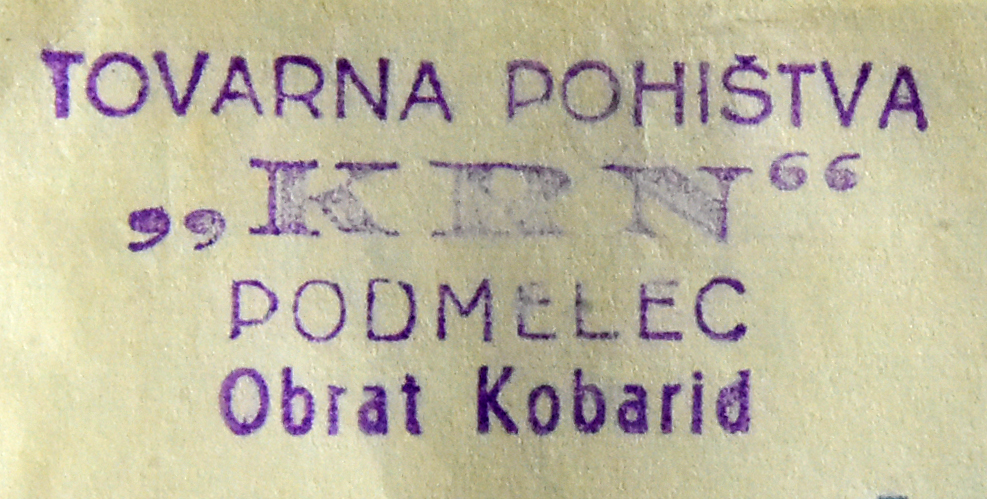 TOVARNA POHIŠTVA
„KRN“
PODMELEC
Obrat Kobarid